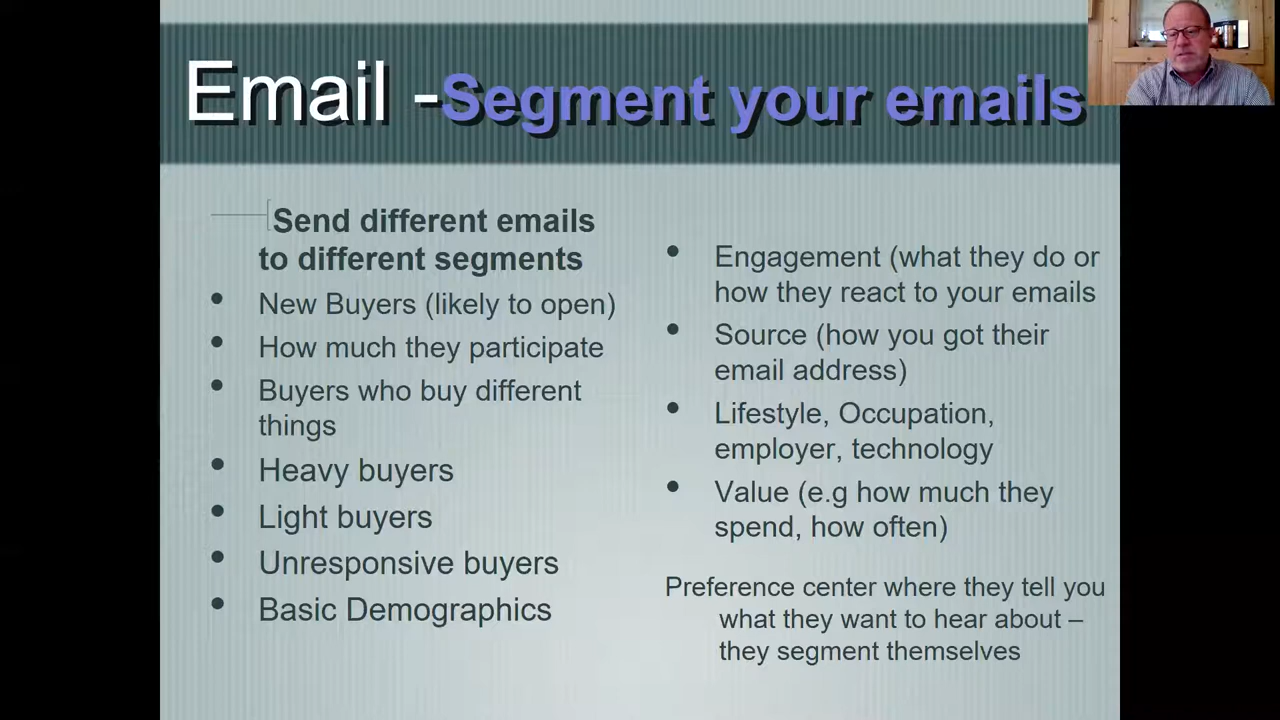 Email -Segment your emails
Send different emails
to different segments
• New Buyers (likely to open)
• How much they participate
• Buyers who buy different
things
• Heavy buyers
• Light buyers
• Unresponsive buyers
• Basic Demographics
• Engagement (what they do or
how they react to your emails
• Source (how you got their
email address)
• Lifestyle, Occupation,
employer, technology
• Value (e.g how much they
spend, how often)
Preference center where they tell you
what they want to hear about –
they segment themselves